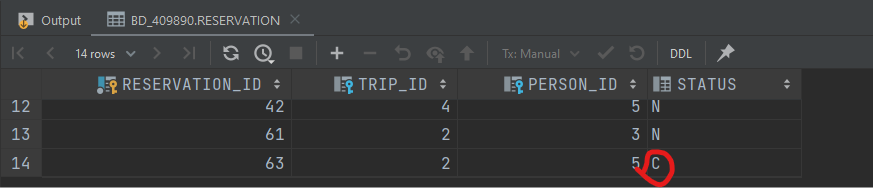 Output BD_409890.RESERVATION
14 rows Tx: Manual DDL
RESERVATION_ID TRIP_ID PERSON_ID STATUS
12 42 4 5 N
13 61 2 3 N
14 63 2 5 C